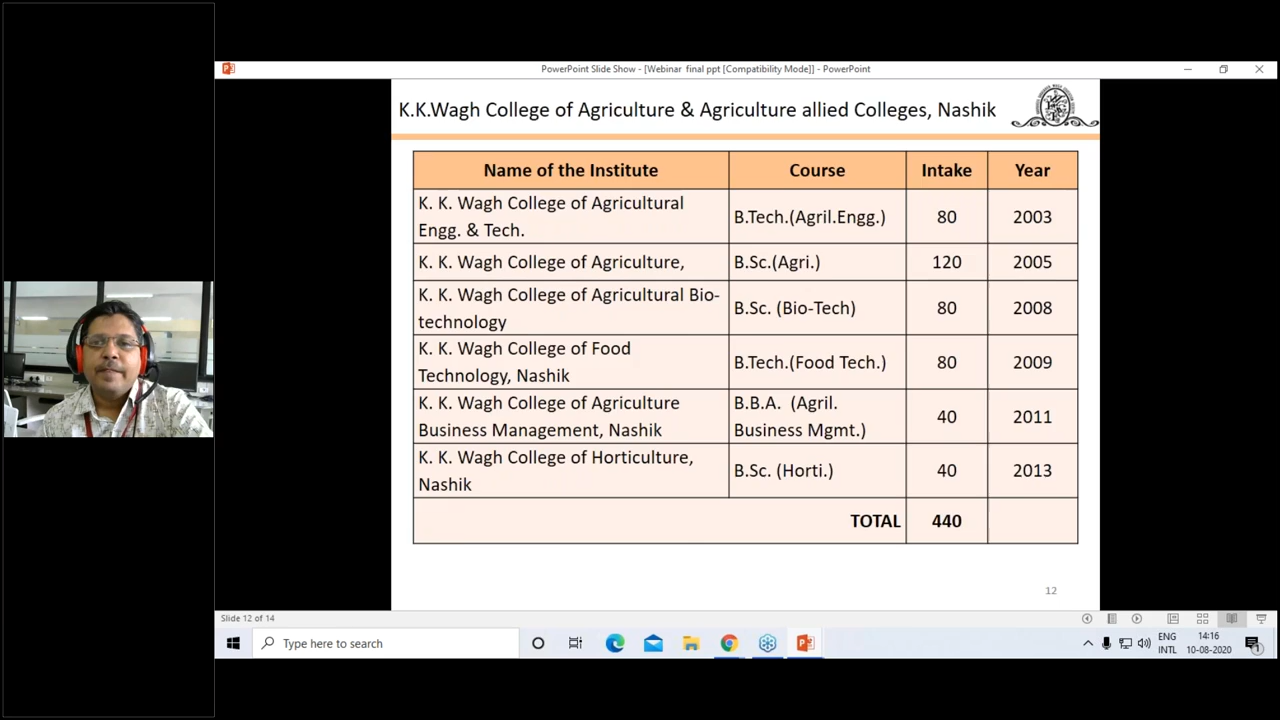 PowerPoint Slide Show - [Webinar final ppt [Compatibility Mode]] - PowerPoint
K.K.Wagh College of Agriculture & Agriculture allied Colleges, Nashik
Name of the Institute Course Intake Year
K. K. Wagh College of Agricultural
Engg. & Tech.
B.Tech.(Agril.Engg.) 80 2003
K. K. Wagh College of Agriculture, B.Sc.(Agri.) 120 2005
K. K. Wagh College of Agricultural Bio-
technology
B.Sc. (Bio-Tech) 80 2008
K. K. Wagh College of Food
Technology, Nashik
B.Tech.(Food Tech.) 80 2009
K. K. Wagh College of Agriculture
Business Management, Nashik
B.B.A. (Agril.
Business Mgmt.)
40 2011
K. K. Wagh College of Horticulture,
Nashik
B.Sc. (Horti.) 40 2013
TOTAL 440
12
Slide 12 of 14
Type here to search
ENG
INTL
14:16
10-08-2020
1